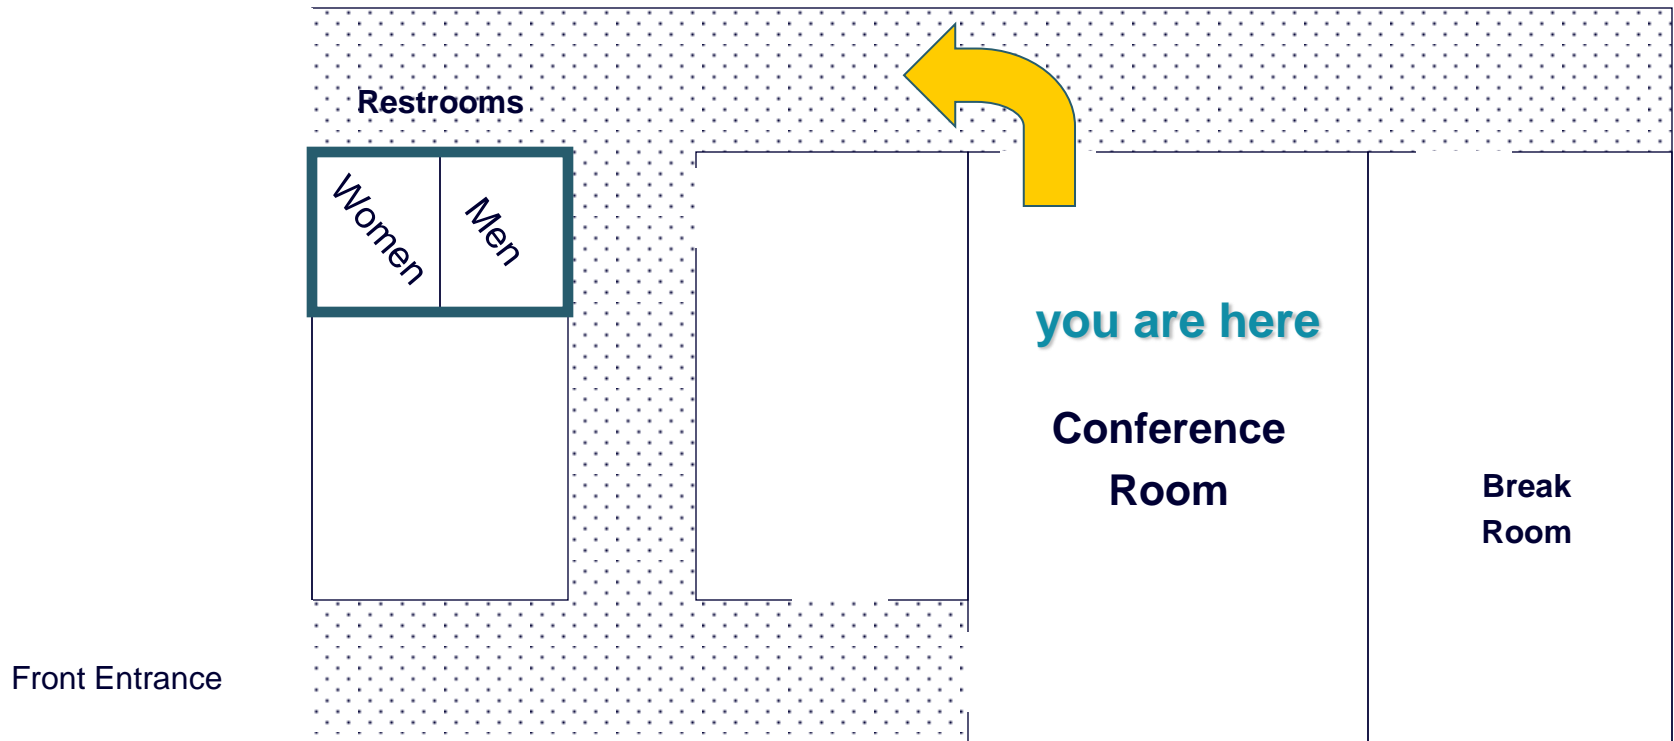 Restrooms
Women
Men
you are here
Conference
Room
Break
Room
Front Entrance